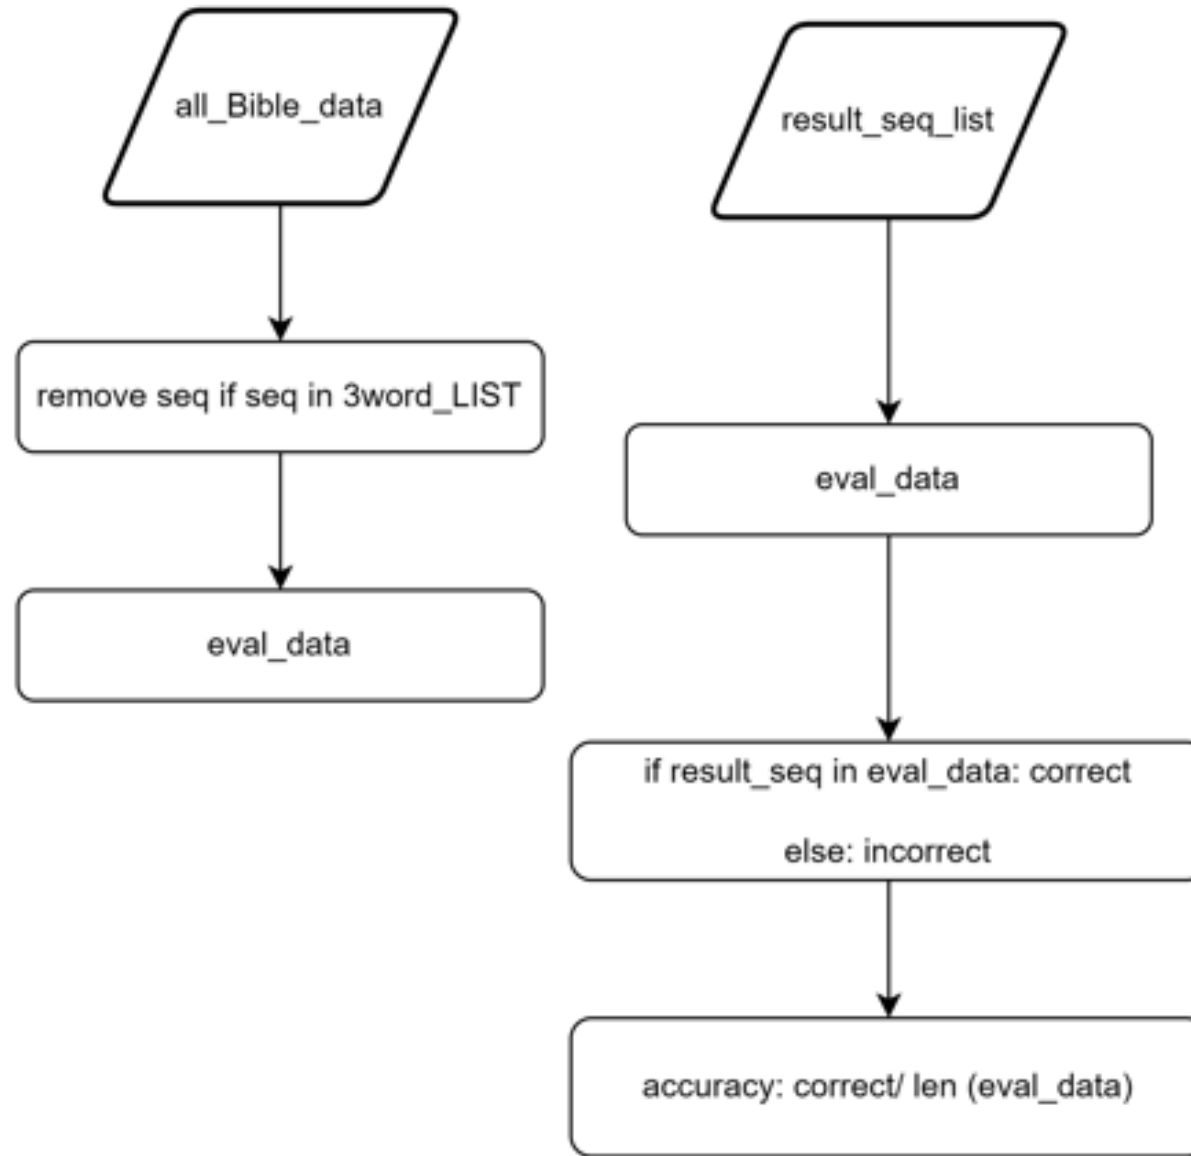 all_Bible_data
remove seq if seq in 3word_LIST
eval_data
result_seq_list
eval_data
if result_seq in eval_data: correct
else: incorrect
accuracy: correct/ len (eval_data)